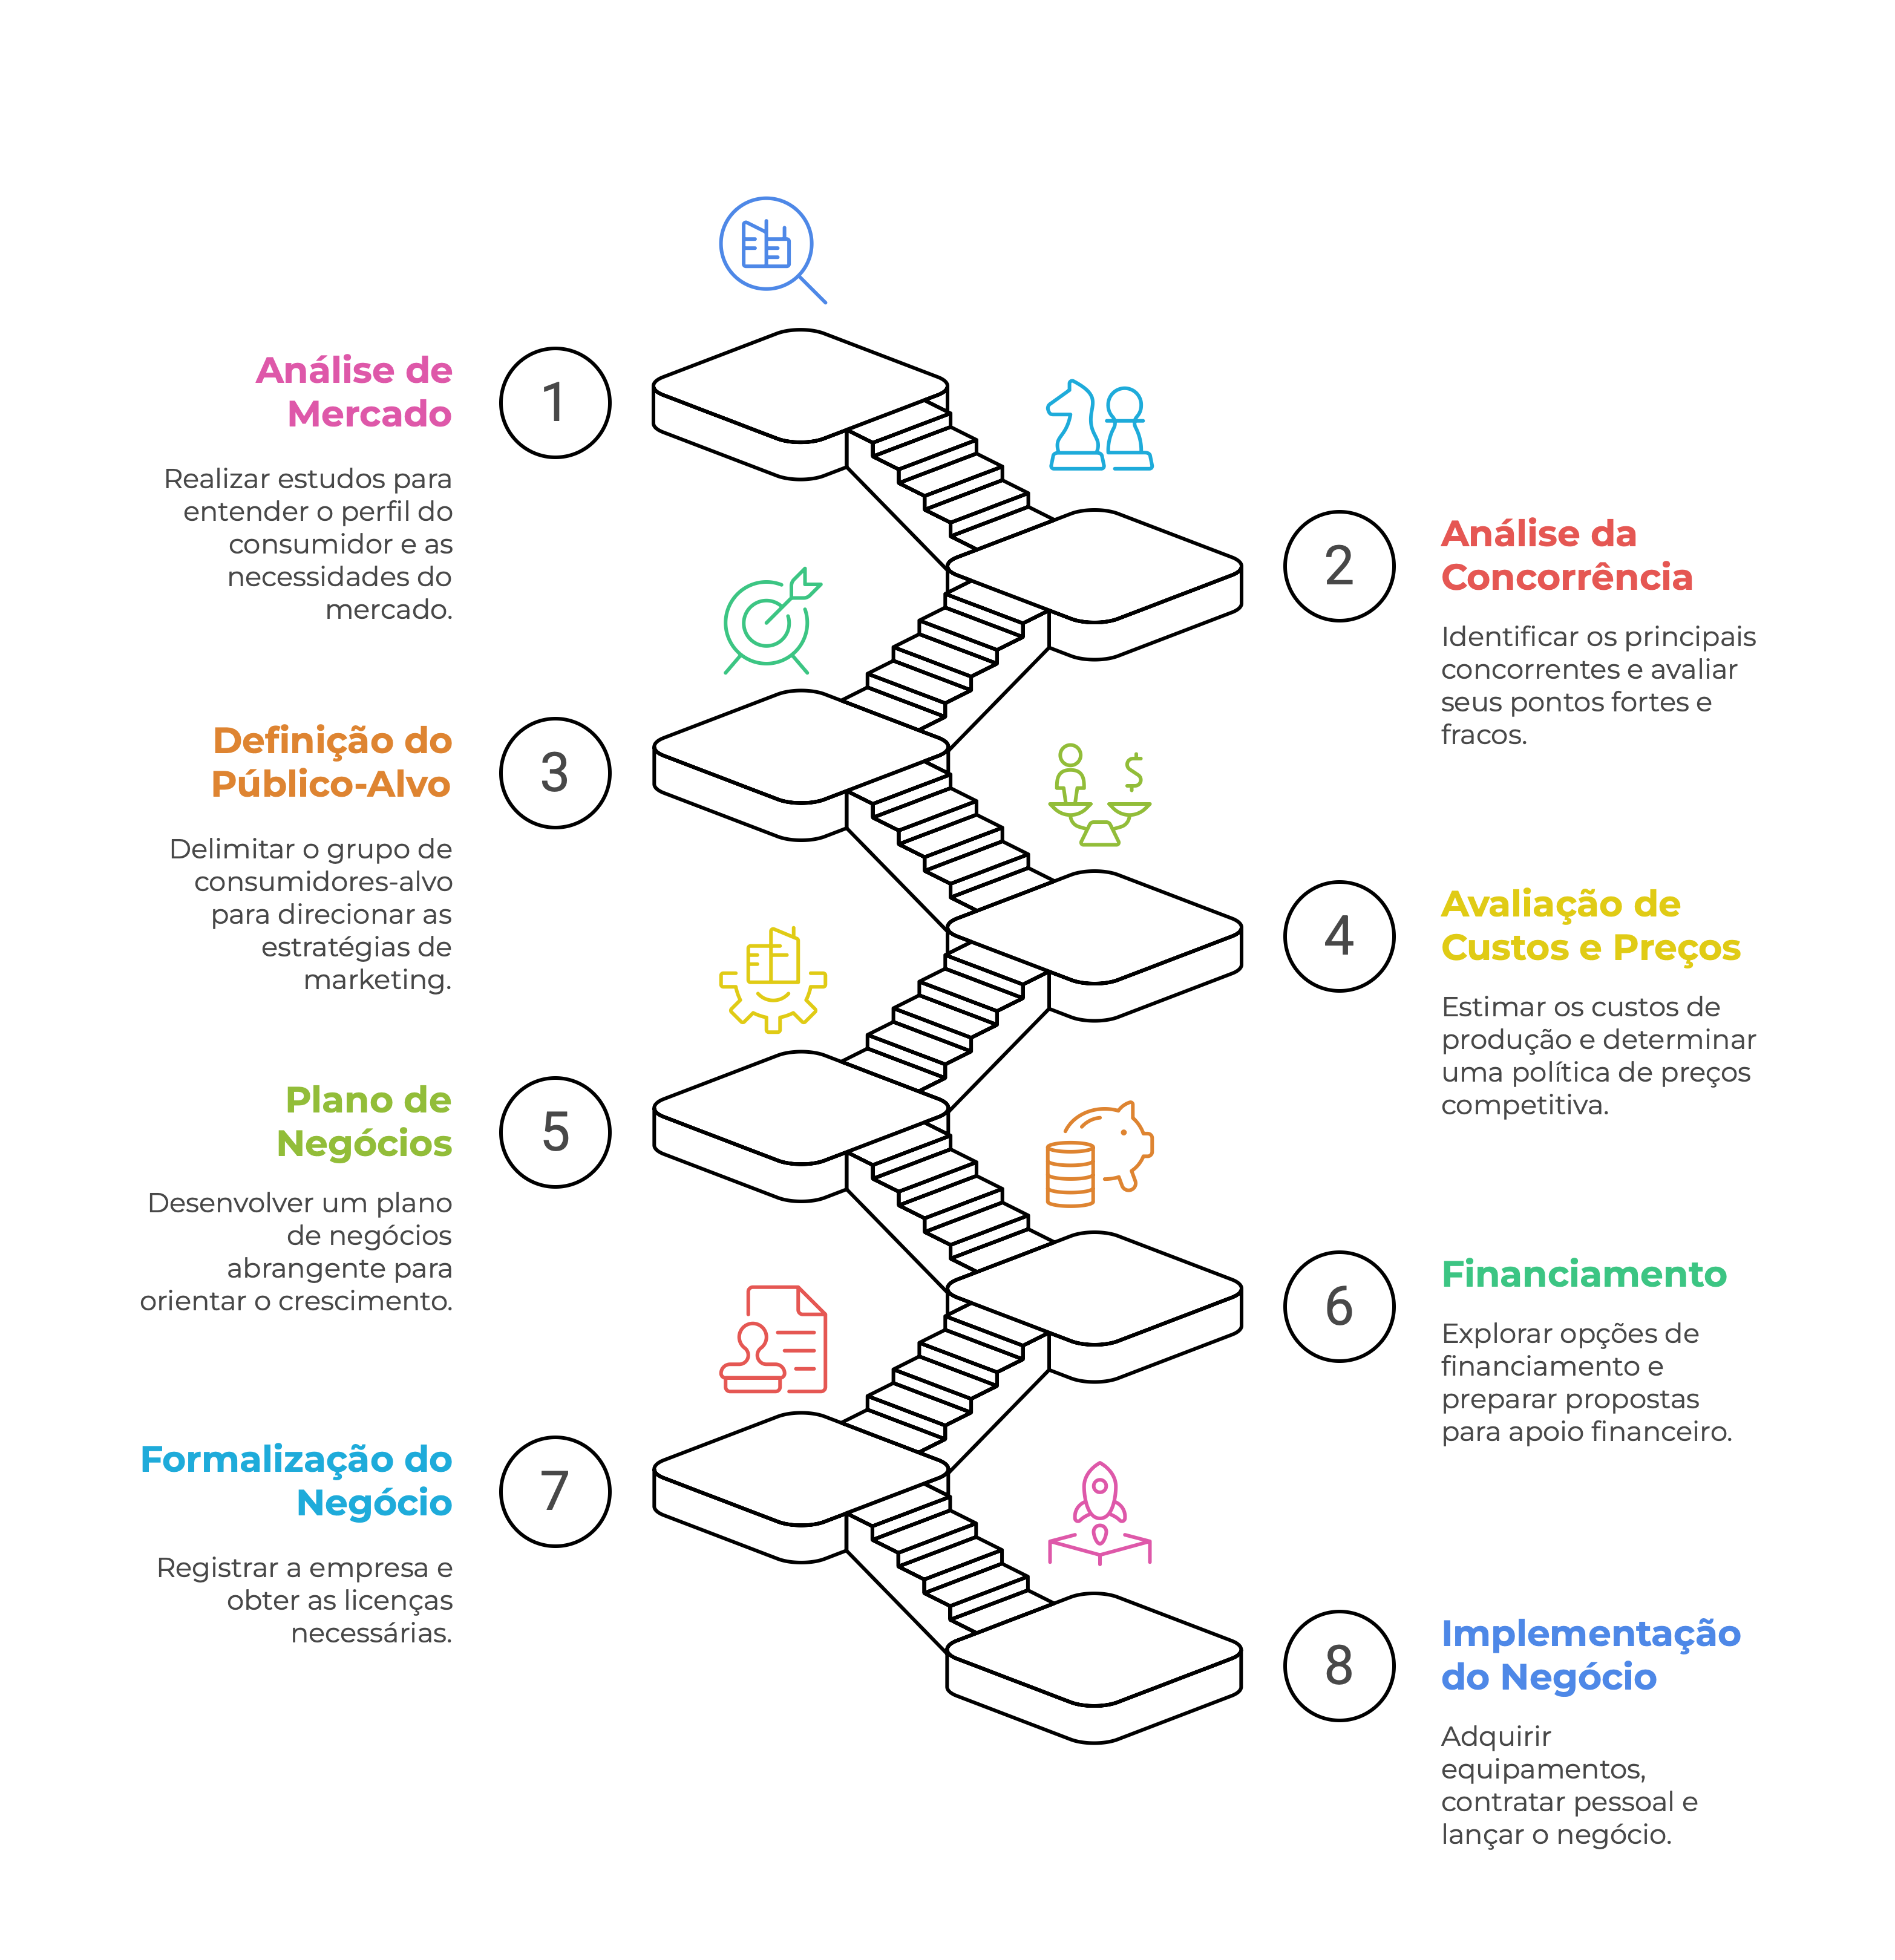 1
Análise de
Mercado
Realizar estudos para
entender o perfil do
consumidor e as
necessidades do
mercado.
2
Análise da
Concorrência
Identificar os principais
concorrentes e avaliar
seus pontos fortes e
fracos.
3
Definição do
Público-Alvo
Delimitar o grupo de
consumidores-alvo
para direcionar as
estratégias de
marketing.
$
4
Avaliação de
Custos e Preços
Estimar os custos de
produção e determinar
uma política de preços
competitiva.
5
Plano de
Negócios
Desenvolver um plano
de negócios
abrangente para
orientar o crescimento.
6
Financiamento
Explorar opções de
financiamento e
preparar propostas
para apoio financeiro.
7
Formalização do
Negócio
Registrar a empresa e
obter as licenças
necessárias.
8
Implementação
do Negócio
Adquirir
equipamentos,
contratar pessoal e
lançar o negócio.